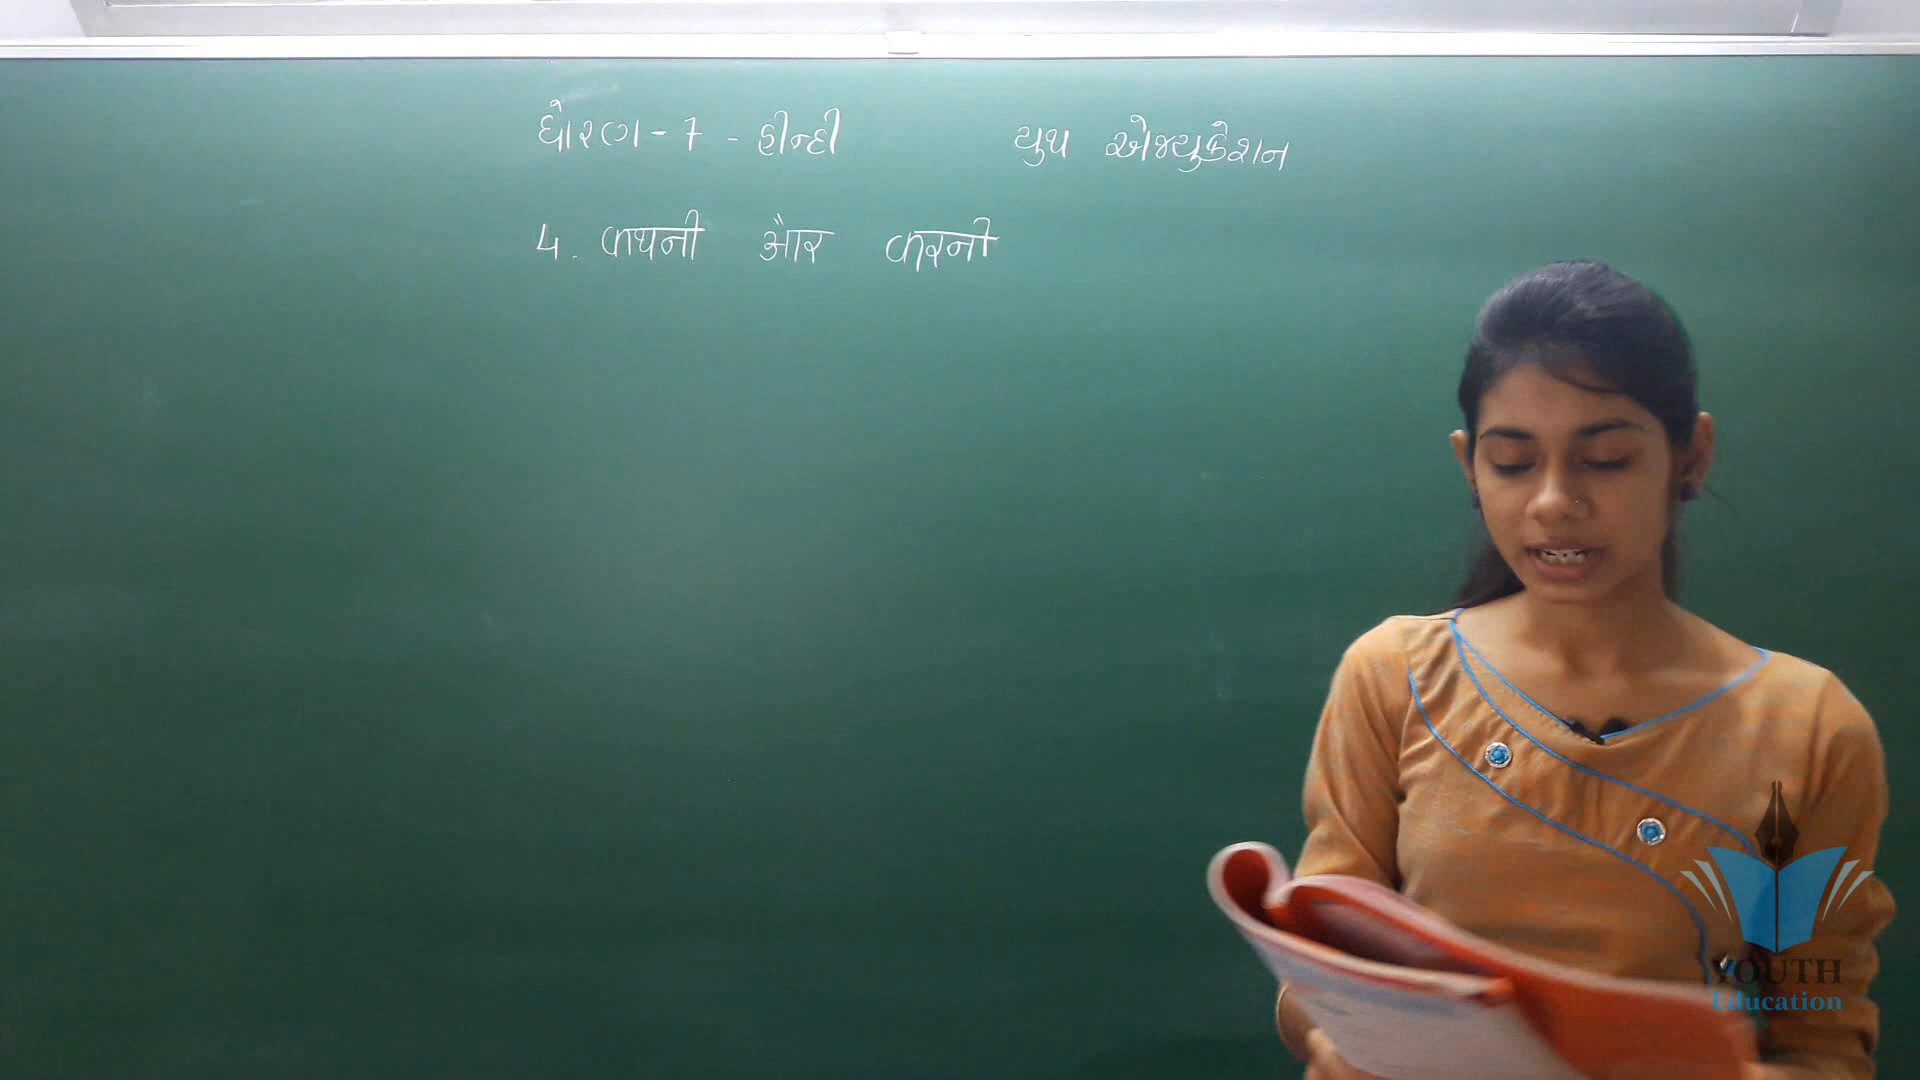 ધોરણ - 7 - હીન્દી યુથ એજ્યુકેશન
4. कथनी और करनी
YOUTH
Education